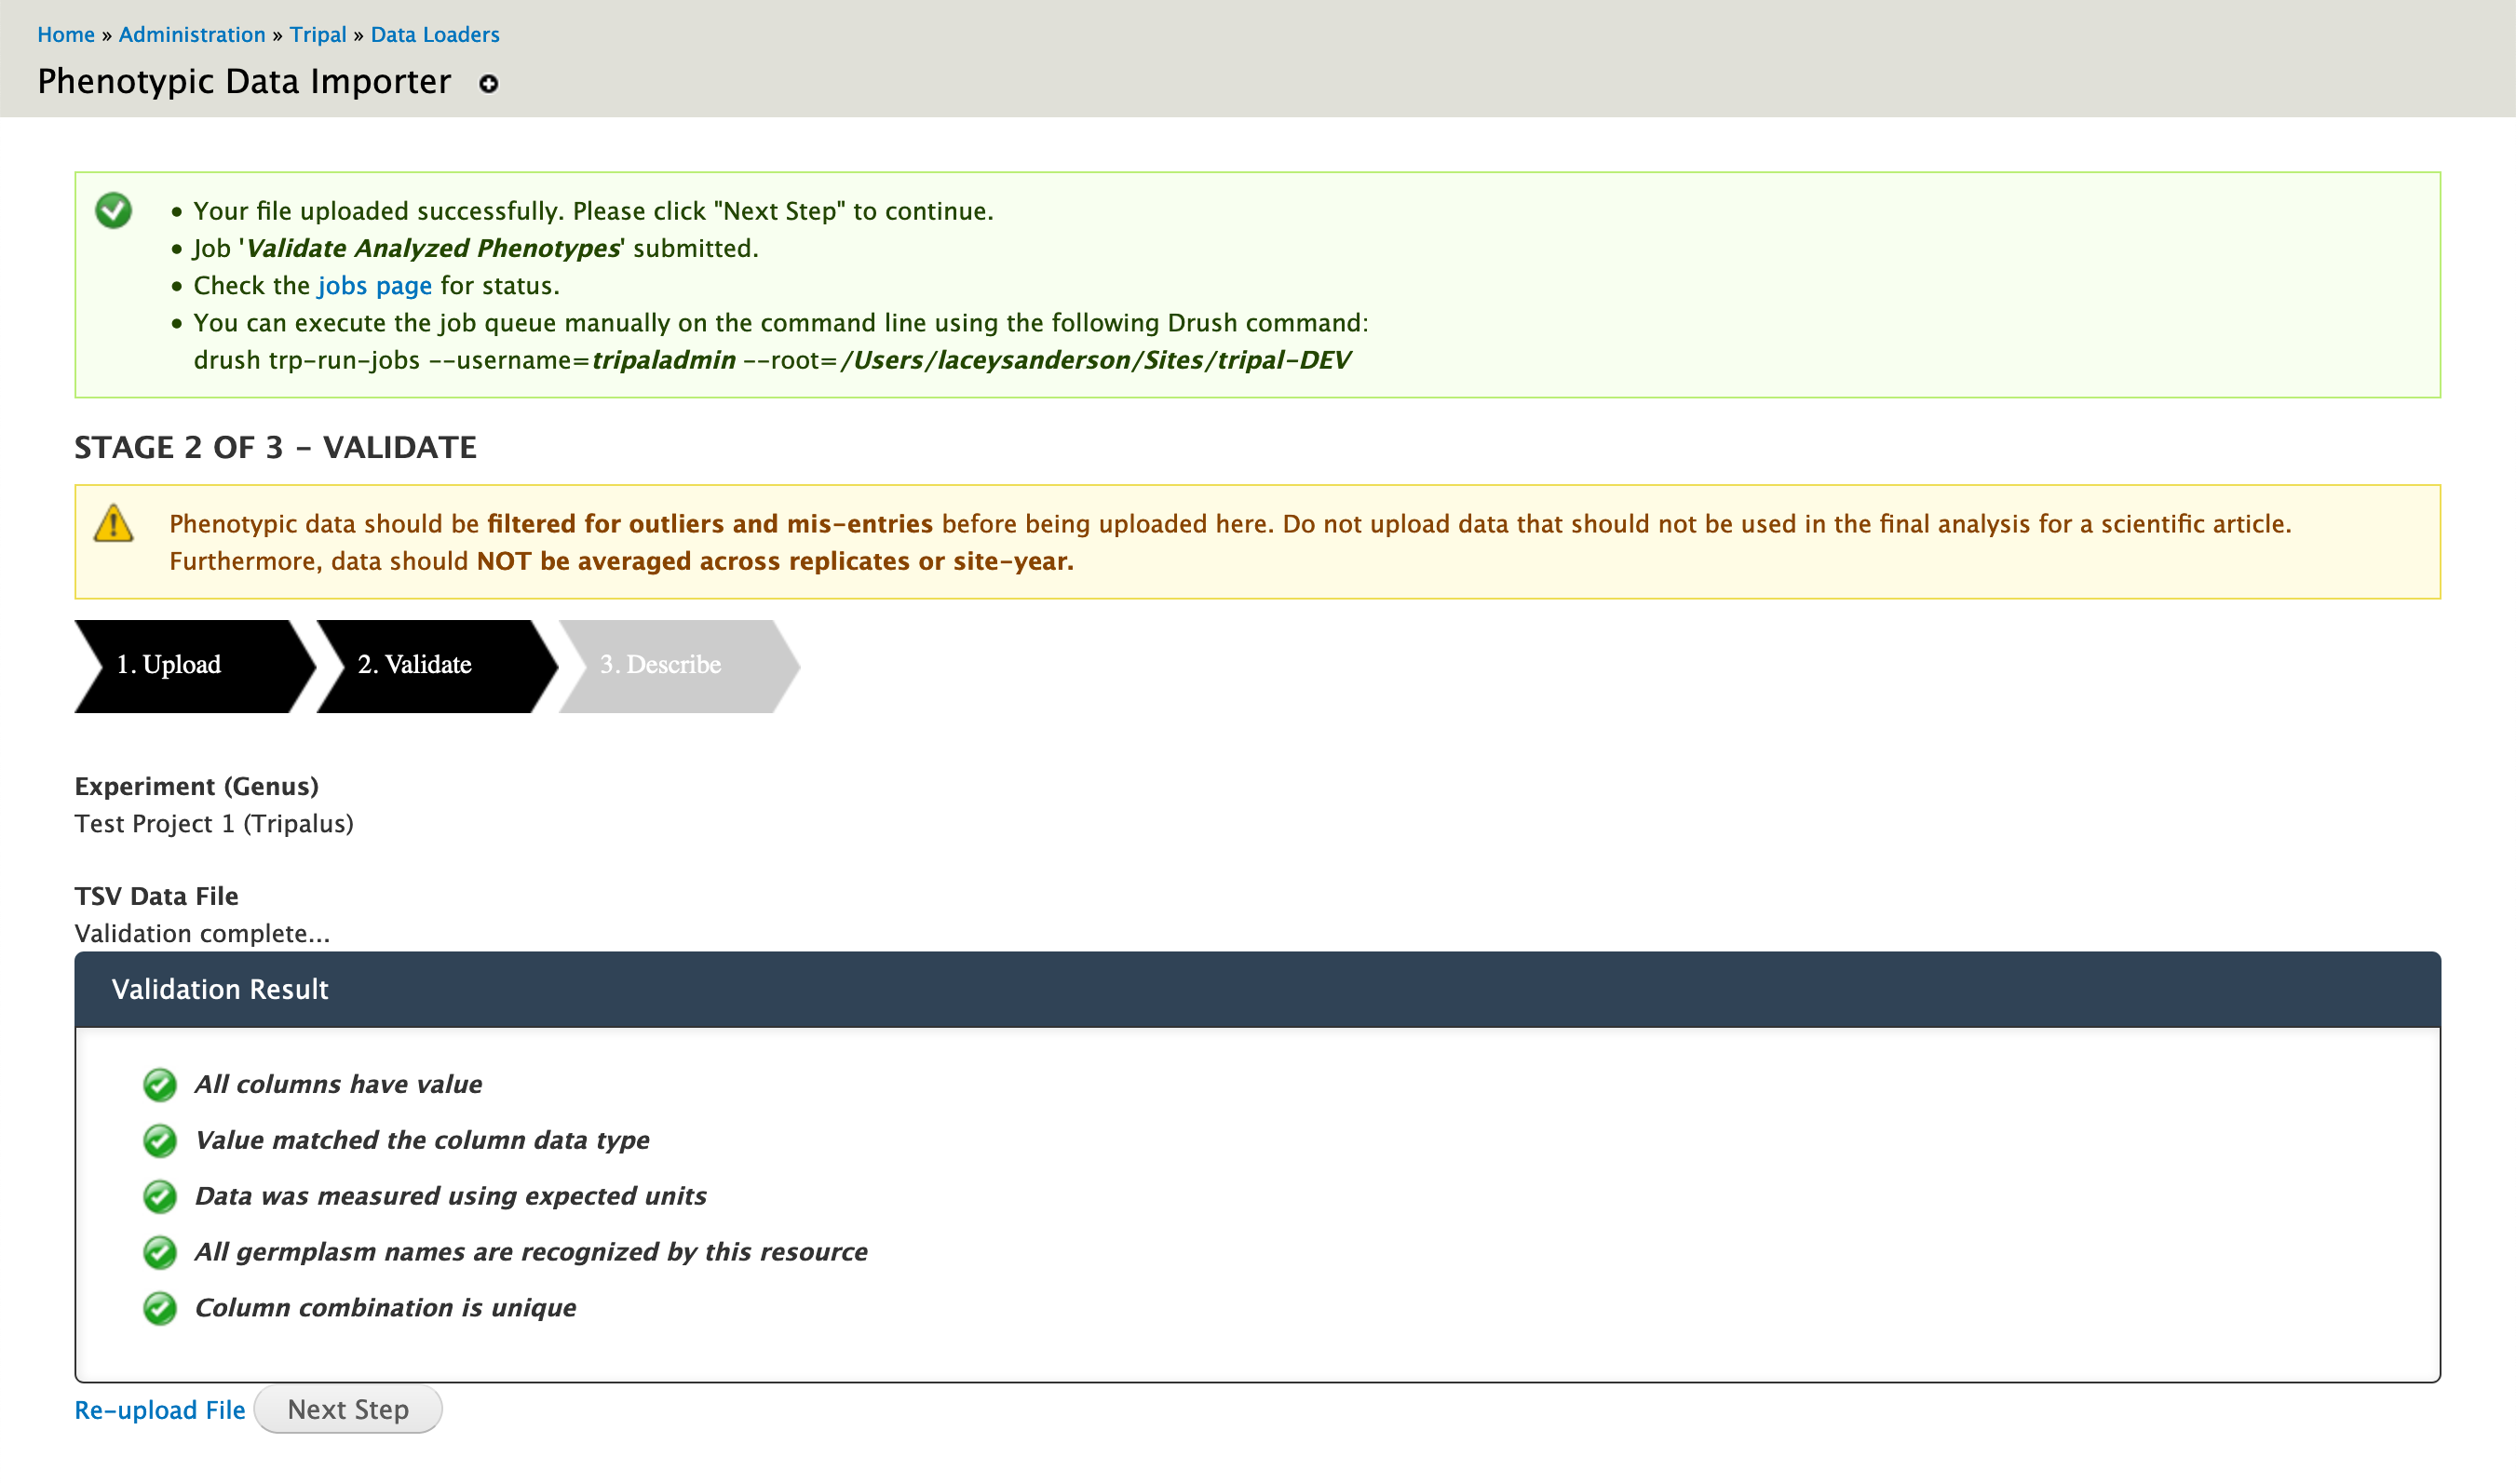 Home » Administration » Tripal » Data Loaders
Phenotypic Data Importer
• Your file uploaded successfully. Please click "Next Step" to continue.
• Job 'Validate Analyzed Phenotypes' submitted.
• Check the jobs page for status.
• You can execute the job queue manually on the command line using the following Drush command:
drush trp-run-jobs --username=tripaladmin --root=/Users/laceysanderson/Sites/tripal-DEV
STAGE 2 OF 3 - VALIDATE
Phenotypic data should be filtered for outliers and mis-entries before being uploaded here. Do not upload data that should not be used in the final analysis for a scientific article.
Furthermore, data should NOT be averaged across replicates or site-year.
1. Upload 2. Validate 3. Describe
Experiment (Genus)
Test Project 1 (Tripalus)
TSV Data File
Validation complete...
Validation Result
All columns have value
Value matched the column data type
Data was measured using expected units
All germplasm names are recognized by this resource
Column combination is unique
Re-upload File Next Step